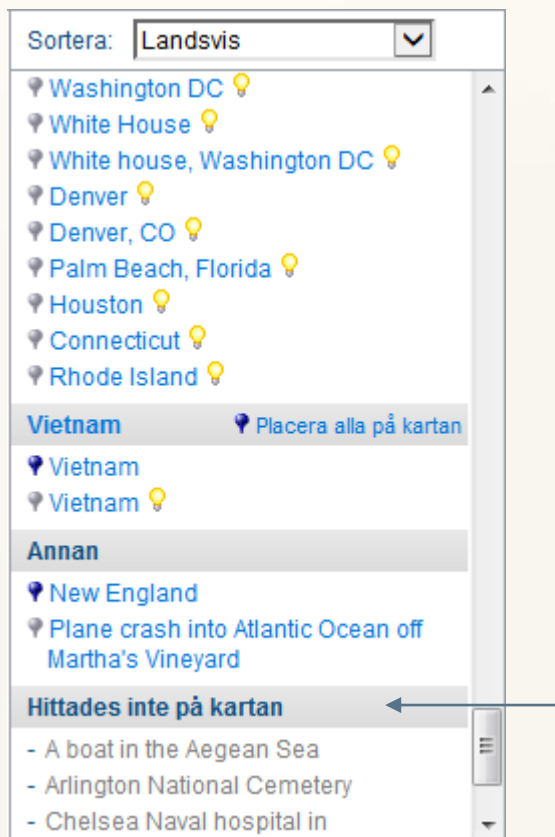 Sortera: Landsvis
Washington DC
White House
White house, Washington DC
Denver
Denver, CO
Palm Beach, Florida
Houston
Connecticut
Rhode Island
Vietnam Placera alla på kartan
Vietnam
Vietnam
Annan
New England
Plane crash into Atlantic Ocean off
Martha's Vineyard
Hittades inte på kartan
- A boat in the Aegean Sea
- Arlington National Cemetery
- Chelsea Naval hospital in